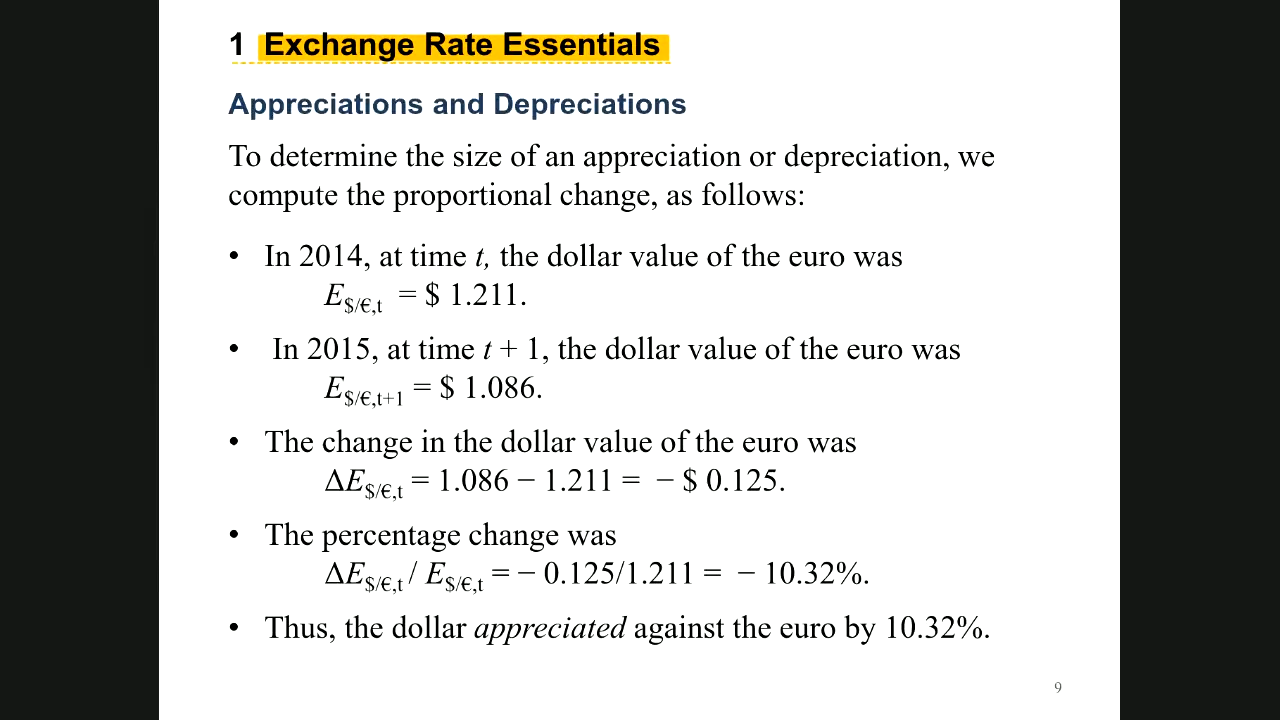 1 Exchange Rate Essentials
Appreciations and Depreciations
To determine the size of an appreciation or depreciation, we
compute the proportional change, as follows:
• In 2014, at time t, the dollar value of the euro was
E$/€,t = $ 1.211.
• In 2015, at time t + 1, the dollar value of the euro was
E$/€,t+1 = $ 1.086.
• The change in the dollar value of the euro was
ΔE$/€,t = 1.086 − 1.211 = − $ 0.125.
• The percentage change was
ΔE$/€,t / E$/€,t = − 0.125/1.211 = − 10.32%.
• Thus, the dollar appreciated against the euro by 10.32%.
9